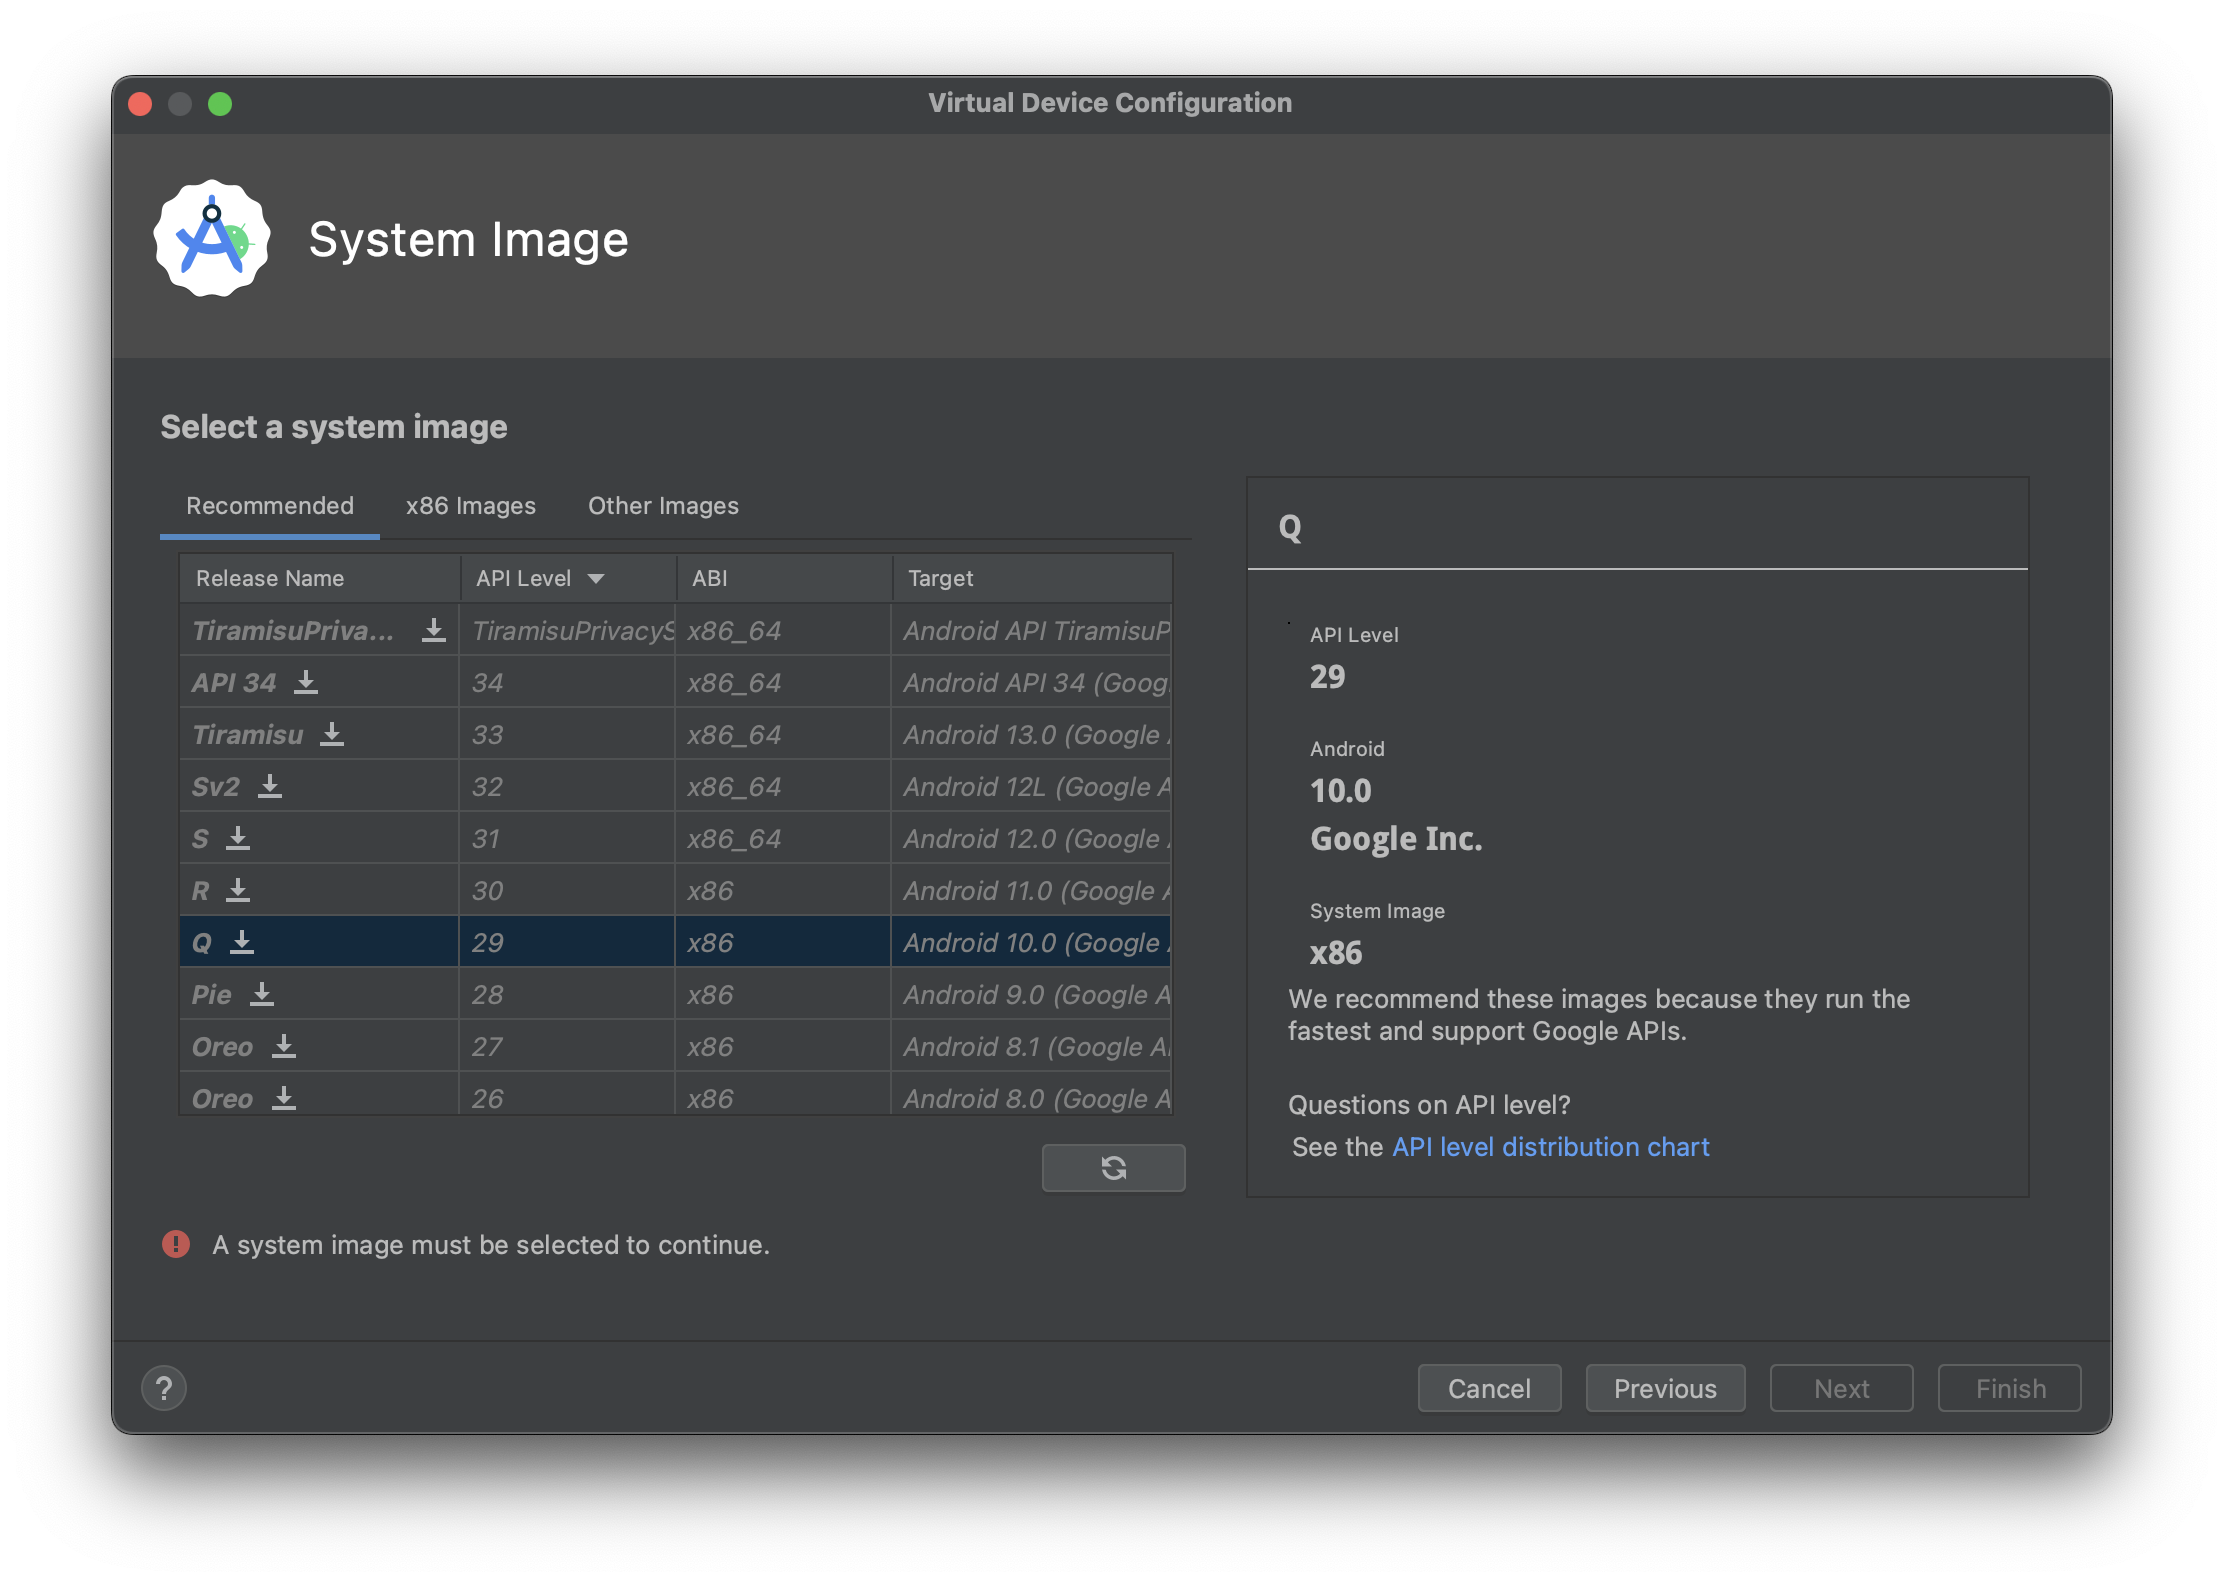 Virtual Device Configuration
System Image
Select a system image
Recommended x86 Images Other Images
Release Name API Level ABI Target
TiramisuPriva... TiramisuPrivacyS x86_64 Android API TiramisuP
API 34 34 x86_64 Android API 34 (Goog
Tiramisu 33 x86_64 Android 13.0 (Google
Sv2 32 x86_64 Android 12L (Google A
S 31 x86_64 Android 12.0 (Google
R 30 x86 Android 11.0 (Google A
Q 29 x86 Android 10.0 (Google
Pie 28 x86 Android 9.0 (Google A
Oreo 27 x86 Android 8.1 (Google A
Oreo 26 x86 Android 8.0 (Google A
A system image must be selected to continue.
Q
API Level
29
Android
10.0
Google Inc.
System Image
x86
We recommend these images because they run the
fastest and support Google APIs.
Questions on API level?
See the API level distribution chart
? Cancel Previous Next Finish